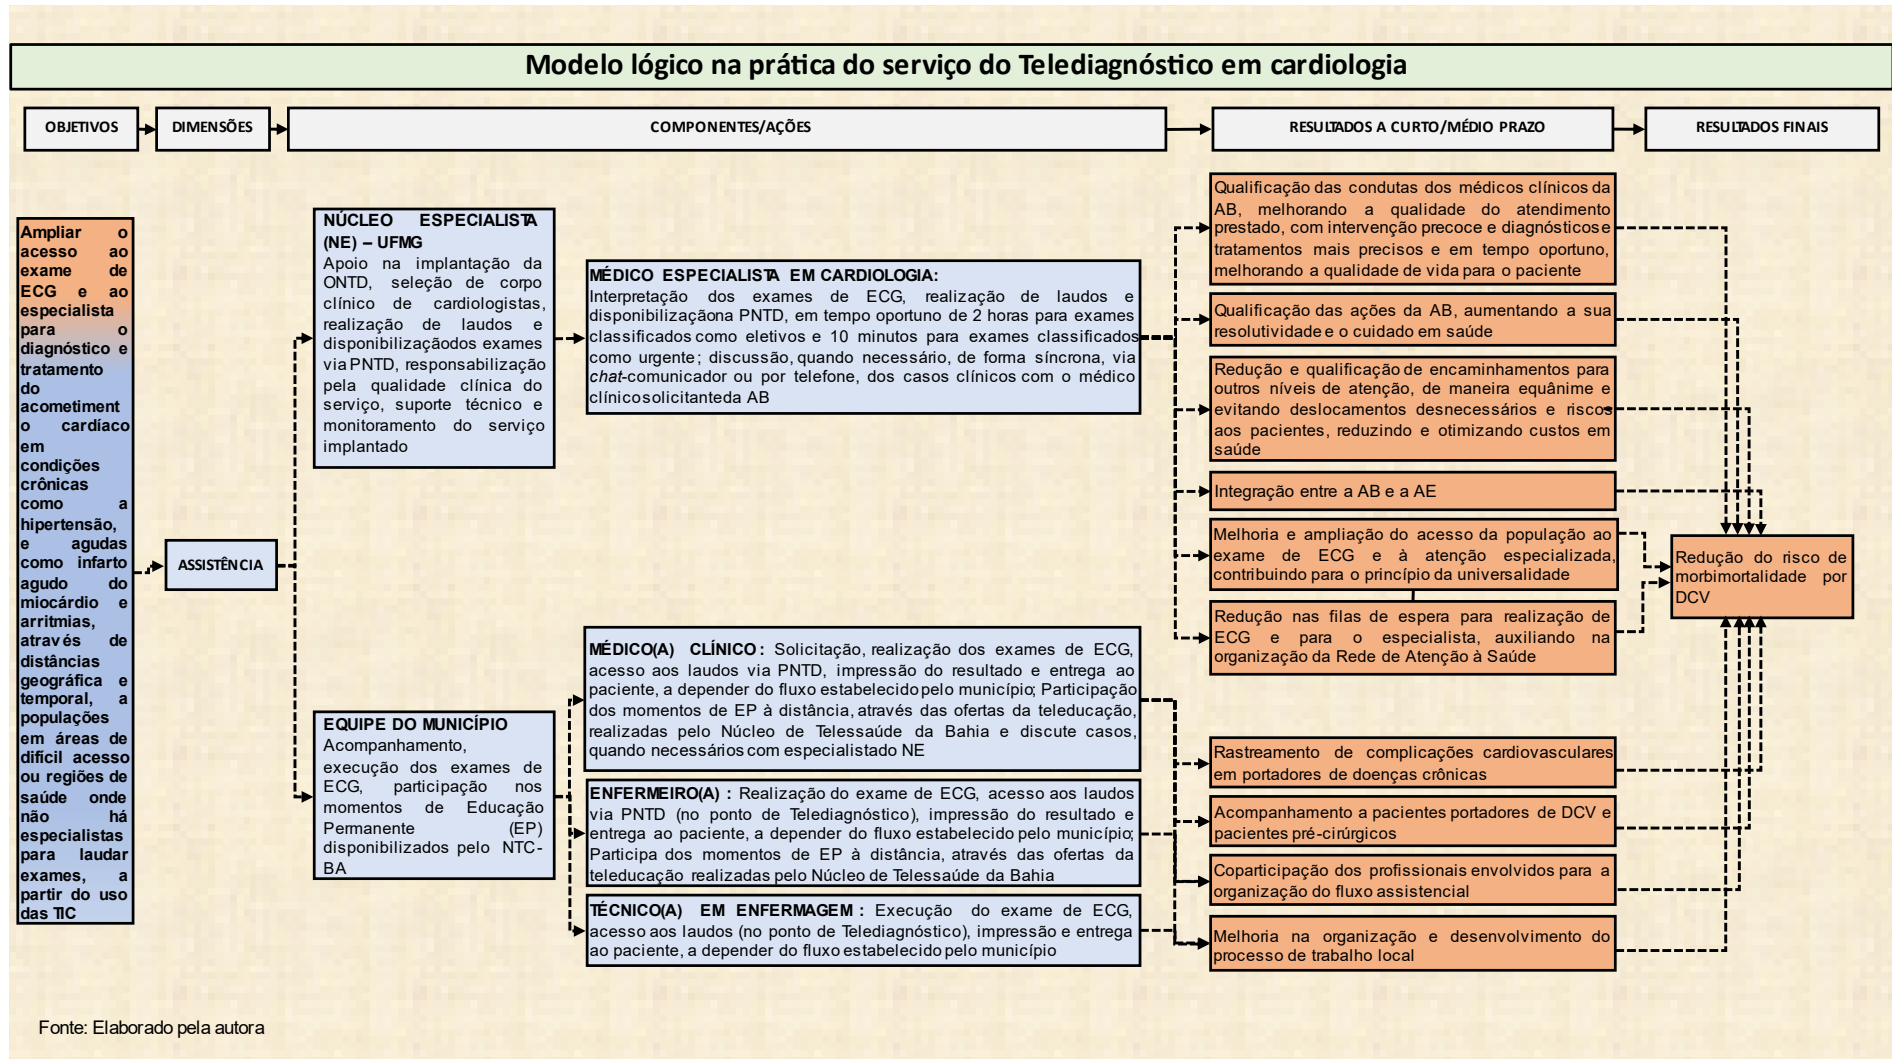 Modelo lógico na prática do serviço do Telediagnóstico em cardiologia
OBJETIVOS
DIMENSÕES
COMPONENTES/AÇÕES
RESULTADOS A CURTO/MÉDIO PRAZO
RESULTADOS FINAIS
Ampliar o
acesso ao
exame de
ECG e ao
especialista
para o
diagnóstico e
tratamento
do
acometiment
o cardíaco
em
condições
crônicas
como a
hipertensão,
e agudas
como infarto
agudo do
miocárdio e
arritmias,
através de
distâncias
geográfica e
temporal, a
populações
em áreas de
difícil acesso
ou regiões de
saúde onde
não há
especialistas
para laudar
exames, a
partir do uso
das TIC
ASSISTÊNCIA
NÚCLEO ESPECIALISTA
(NE) – UFMG
Apoio na implantação da
ONTD, seleção de corpo
clínico de cardiologistas,
realização de laudos e
disponibilizaçãodos exames
via PNTD, responsabilização
pela qualidade clínica do
serviço, suporte técnico e
monitoramento do serviço
implantado
EQUIPE DO MUNICÍPIO
Acompanhamento,
execução dos exames de
ECG, participação nos
momentos de Educação
Permanente (EP)
disponibilizados pelo NTC-
BA
MÉDICO ESPECIALISTA EM CARDIOLOGIA:
Interpretação dos exames de ECG, realização de laudos e
disponibilizaçãona PNTD, em tempo oportuno de 2 horas para exames
classificados como eletivos e 10 minutos para exames classificados
como urgente; discussão, quando necessário, de forma síncrona, via
chat-comunicador ou por telefone, dos casos clínicos com o médico
clínicosolicitanteda AB
MÉDICO(A) CLÍNICO: Solicitação, realização dos exames de ECG,
acesso aos laudos via PNTD, impressão do resultado e entrega ao
paciente, a depender do fluxo estabelecido pelo município; Participação
dos momentos de EP à distância, através das ofertas da teleducação,
realizadas pelo Núcleo de Telessaúde da Bahia e discute casos,
quando necessários com especialistado NE
ENFERMEIRO(A) : Realização do exame de ECG, acesso aos laudos
via PNTD (no ponto de Telediagnóstico), impressão do resultado e
entrega ao paciente, a depender do fluxo estabelecido pelo município;
Participa dos momentos de EP à distância, através das ofertas da
teleducação realizadas pelo Núcleo de Telessaúde da Bahia
TÉCNICO(A) EM ENFERMAGEM : Execução do exame de ECG,
acesso aos laudos (no ponto de Telediagnóstico), impressão e entrega
ao paciente, a depender do fluxo estabelecido pelo município
Qualificação das condutas dos médicos clínicos da
AB, melhorando a qualidade do atendimento
prestado, com intervenção precoce e diagnósticos e
tratamentos mais precisos e em tempo oportuno,
melhorando a qualidade de vida para o paciente
Qualificação das ações da AB, aumentando a sua
resolutividade e o cuidado em saúde
Redução e qualificação de encaminhamentos para
outros níveis de atenção, de maneira equânime e
evitando deslocamentos desnecessários e riscos
aos pacientes, reduzindo e otimizando custos em
saúde
Integração entre a AB e a AE
Melhoria e ampliação do acesso da população ao
exame de ECG e à atenção especializada,
contribuindo para o princípio da universalidade
Redução nas filas de espera para realização de
ECG e para o especialista, auxiliando na
organização da Rede de Atenção à Saúde
Rastreamento de complicações cardiovasculares
em portadores de doenças crônicas
Acompanhamento a pacientes portadores de DCV e
pacientes pré-cirúrgicos
Coparticipação dos profissionais envolvidos para a
organização do fluxo assistencial
Melhoria na organização e desenvolvimento do
processo de trabalho local
Redução do risco de
morbimortalidade por
DCV
Fonte: Elaborado pela autora